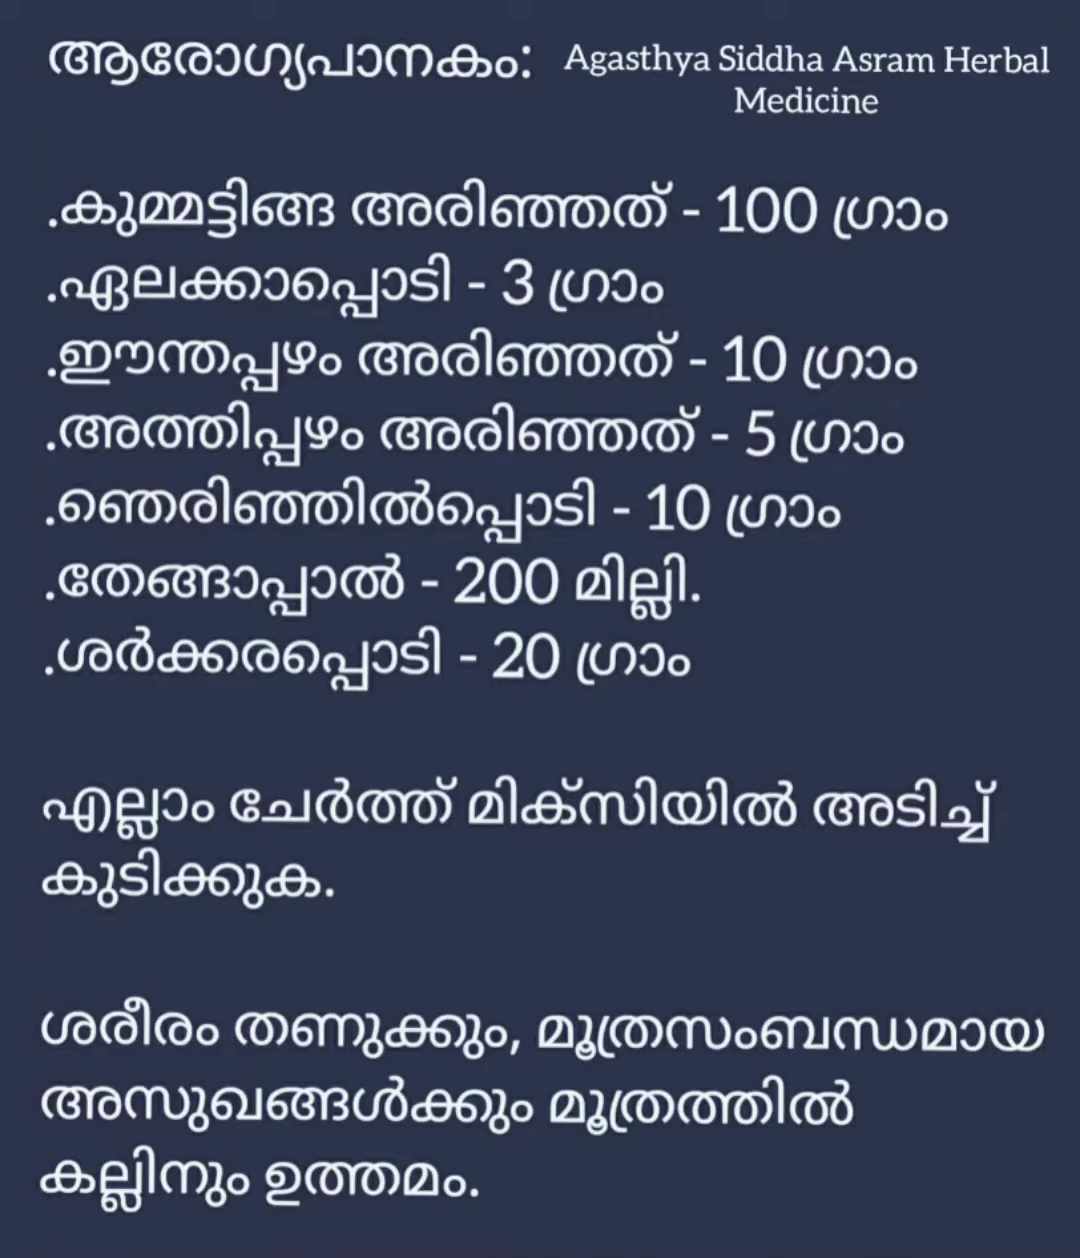 ആരോഗ്യപാനകം:
Agasthya Siddha Asram Herbal
Medicine
.കുമ്മട്ടിങ്ങ അരിഞ്ഞത് - 100 ഗ്രാം
.ഏലക്കാപ്പൊടി - 3 ഗ്രാം
.ഈന്തപ്പഴം അരിഞ്ഞത് - 10 ഗ്രാം
.അത്തിപ്പഴം അരിഞ്ഞത് - 5 ഗ്രാം
.ഞെരിഞ്ഞിൽപ്പൊടി - 10 ഗ്രാം
.തേങ്ങാപ്പാൽ - 200 മില്ലി.
.ശർക്കരപ്പൊടി - 20 ഗ്രാം
എല്ലാം ചേർത്ത് മിക്സിയിൽ അടിച്ച്
കുടിക്കുക.
ശരീരം തണുക്കും, മൂത്രസംബന്ധമായ
അസുഖങ്ങൾക്കും മൂത്രത്തിൽ
കല്ലിനും ഉത്തമം.